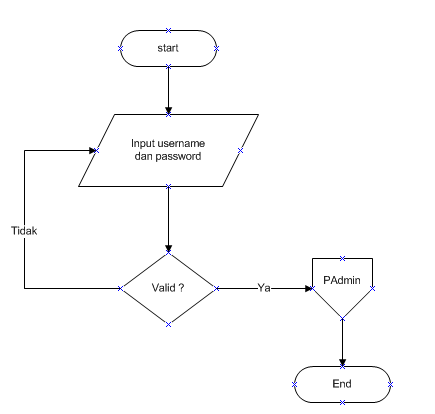 start
Input username
dan password
Tidak
Valid ?
Ya
PAdmin
End